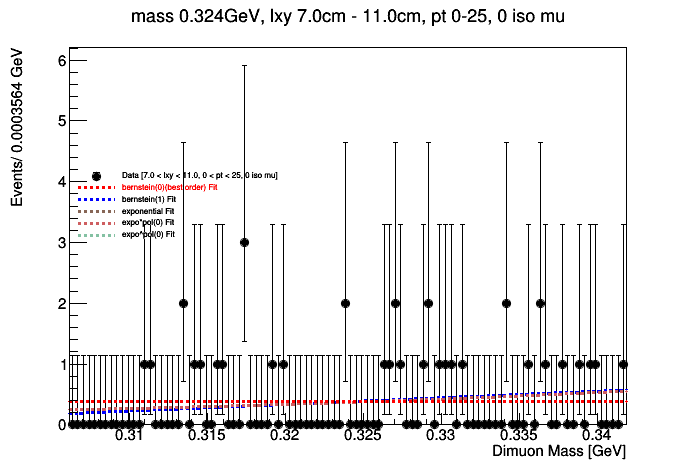 mass 0.324GeV, lxy 7.0cm - 11.0cm, pt 0-25, 0 iso mu
Events/ 0.0003564 GeV
6
5
4
3
2
1
0
Data [7.0 < lxy < 11.0, 0 < pt < 25, 0 iso mu]
bernstein(0)(best order) Fit
bernstein(1) Fit
exponential Fit
expo*pol(0) Fit
expo^pol(0) Fit
0.31 0.315 0.32 0.325 0.33 0.335 0.34
Dimuon Mass [GeV]